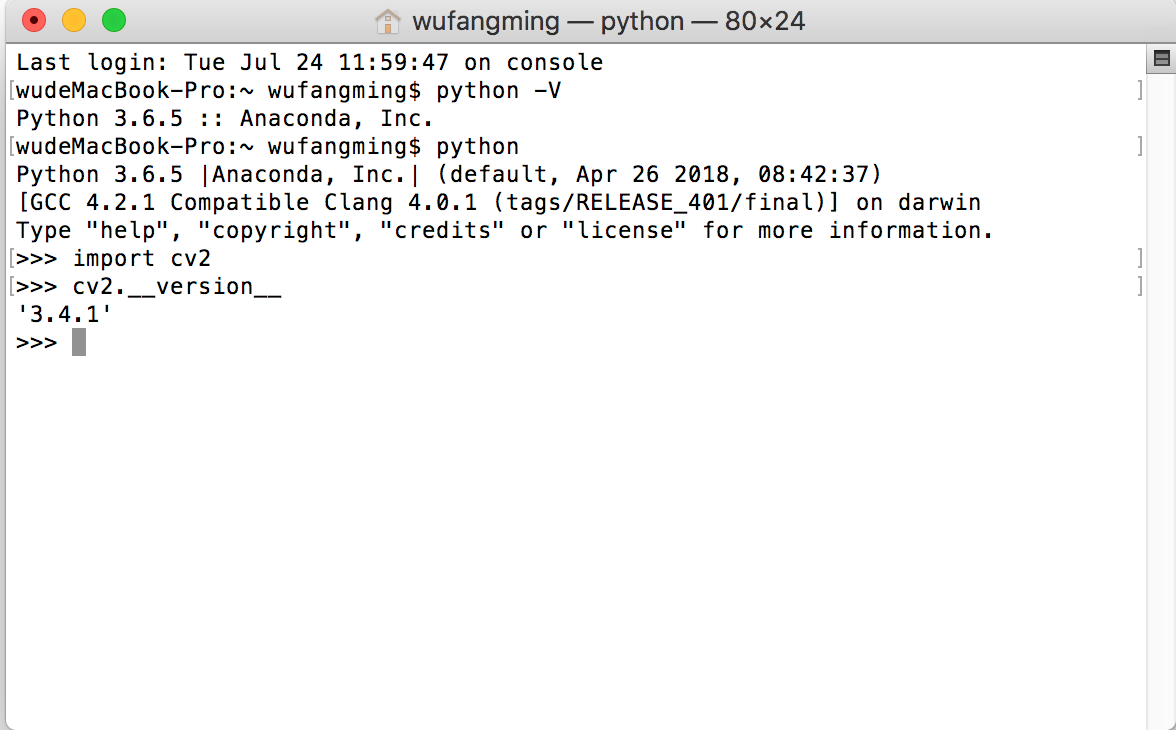 wufangming — python — 80×24
Last login: Tue Jul 24 11:59:47 on console
[wudeMacBook-Pro:~ wufangming$ python -V ]
Python 3.6.5 :: Anaconda, Inc.
[wudeMacBook-Pro:~ wufangming$ python ]
Python 3.6.5 |Anaconda, Inc.| (default, Apr 26 2018, 08:42:37)
[GCC 4.2.1 Compatible Clang 4.0.1 (tags/RELEASE_401/final)] on darwin
Type "help", "copyright", "credits" or "license" for more information.
[>>> import cv2 ]
[>>> cv2.__version__ ]
'3.4.1'
>>>